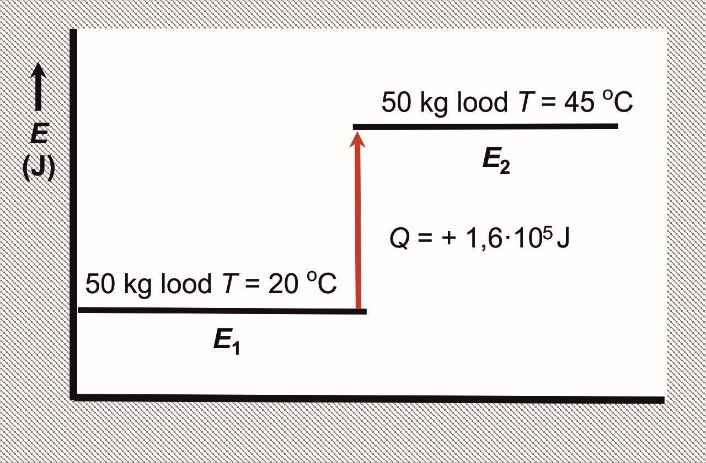 50 kg lood T = 45 °C
E
(J)
E₂
Q = + 1,6·10⁵ J
50 kg lood T = 20 °C
E₁